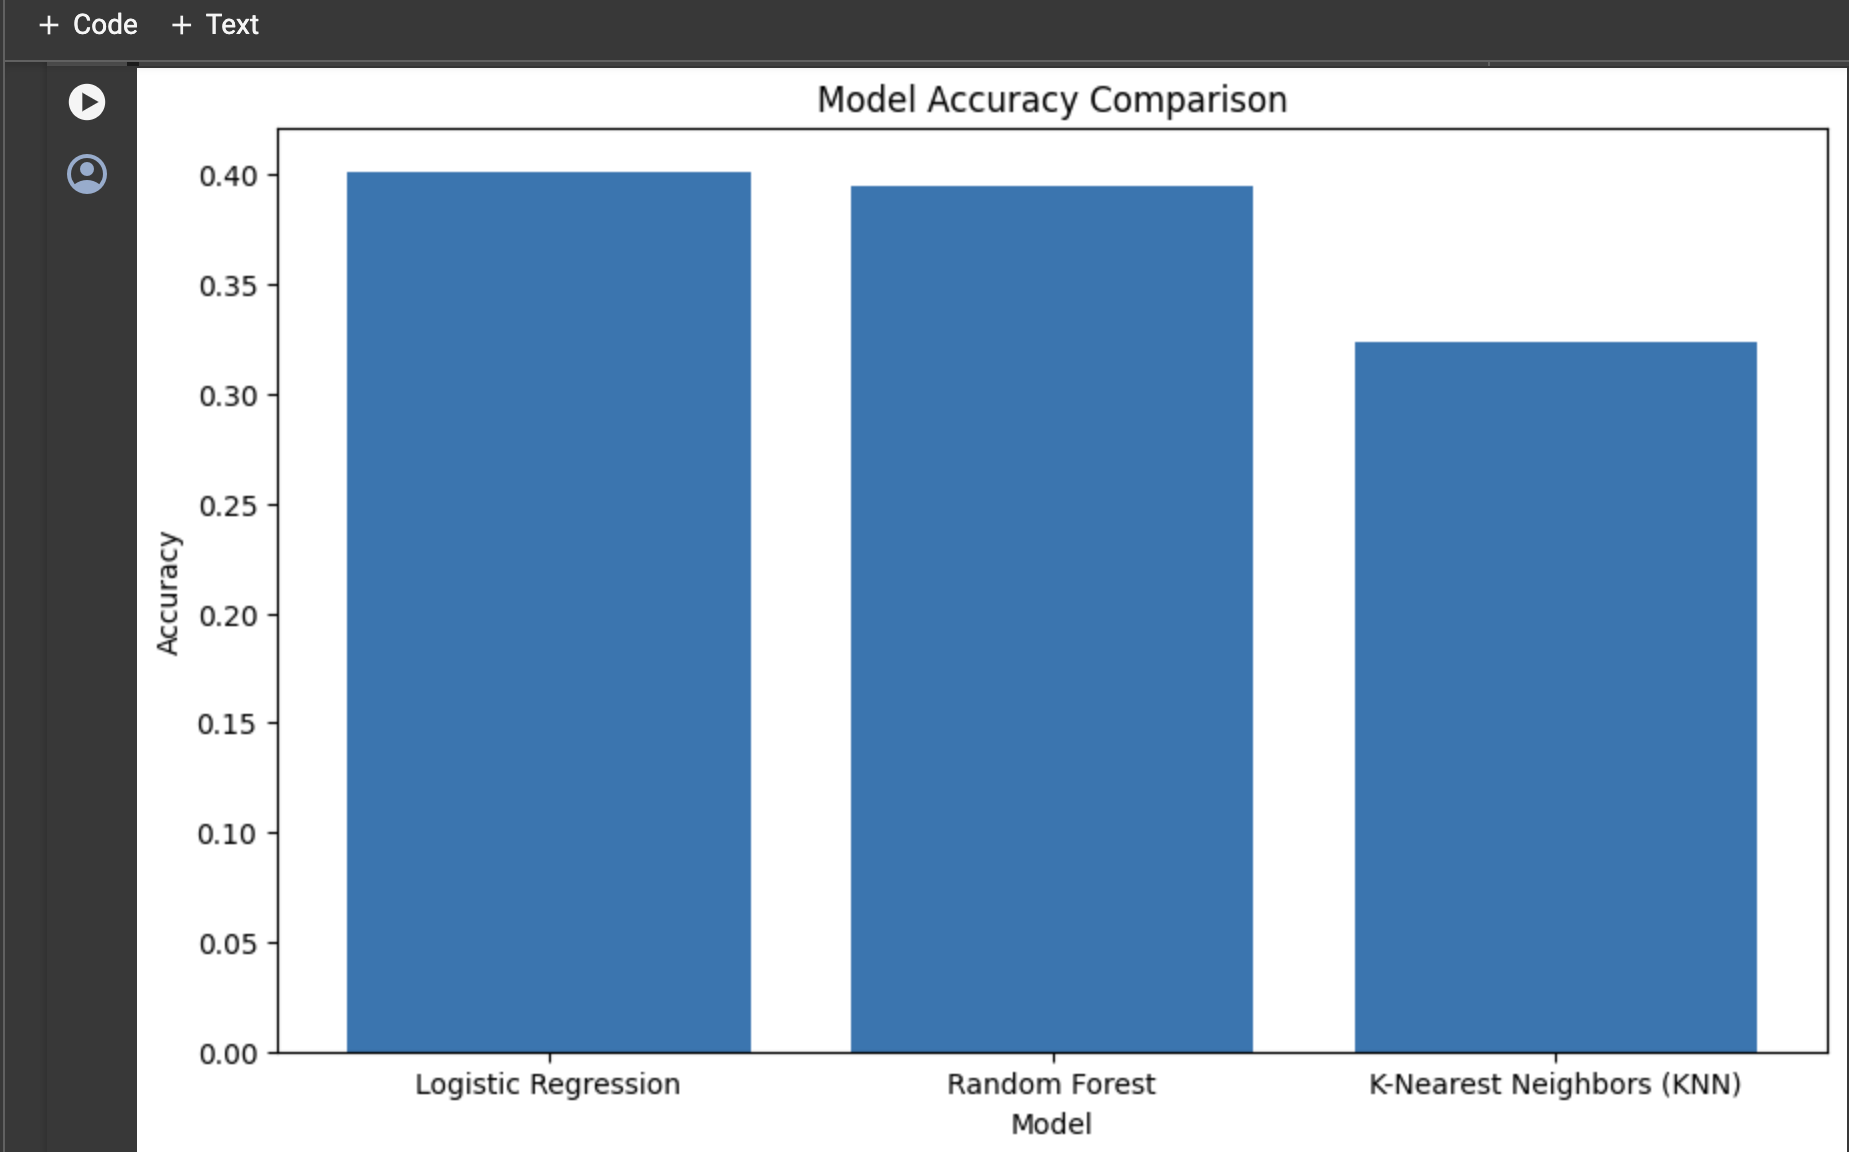 + Code + Text
Model Accuracy Comparison
0.40
0.35
0.30
0.25
0.20
0.15
0.10
0.05
0.00
Accuracy
Logistic Regression Random Forest K-Nearest Neighbors (KNN)
Model